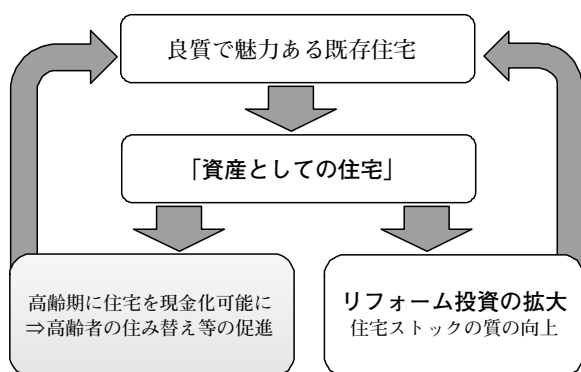 良質で魅力ある既存住宅
「資産としての住宅」
高齢期に住宅を現金化可能に
⇒高齢者の住み替え等の促進
リフォーム投資の拡大
住宅ストックの質の向上